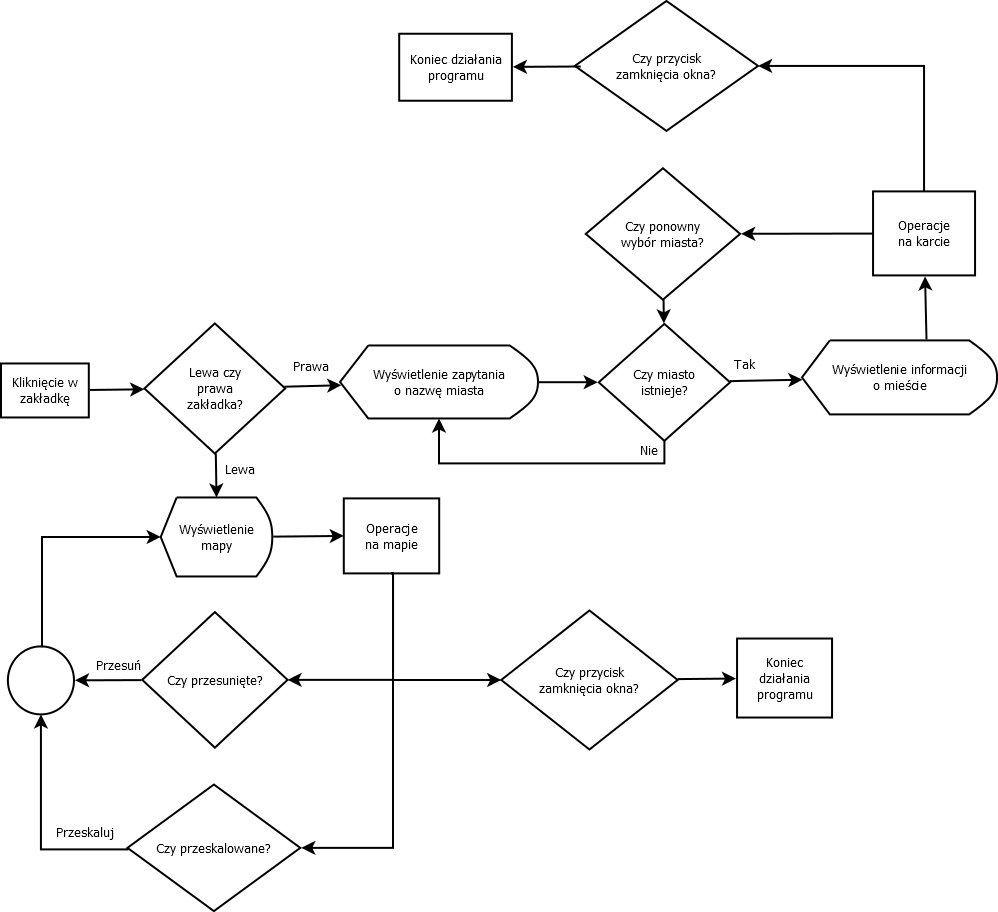 Koniec działania
programu
Czy przycisk
zamknięcia okna?
Czy ponowny
wybór miasta?
Operacje
na karcie
Kliknięcie w
zakładkę
Lewa czy
prawa
zakładka?
Prawa
Wyświetlenie zapytania
o nazwę miasta
Czy miasto
istnieje?
Tak
Wyświetlenie informacji
o mieście
Nie
Lewa
Wyświetlenie
mapy
Operacje
na mapie
Przesuń
Czy przesunięte?
Czy przycisk
zamknięcia okna?
Koniec
działania
programu
Przeskaluj
Czy przeskalowane?